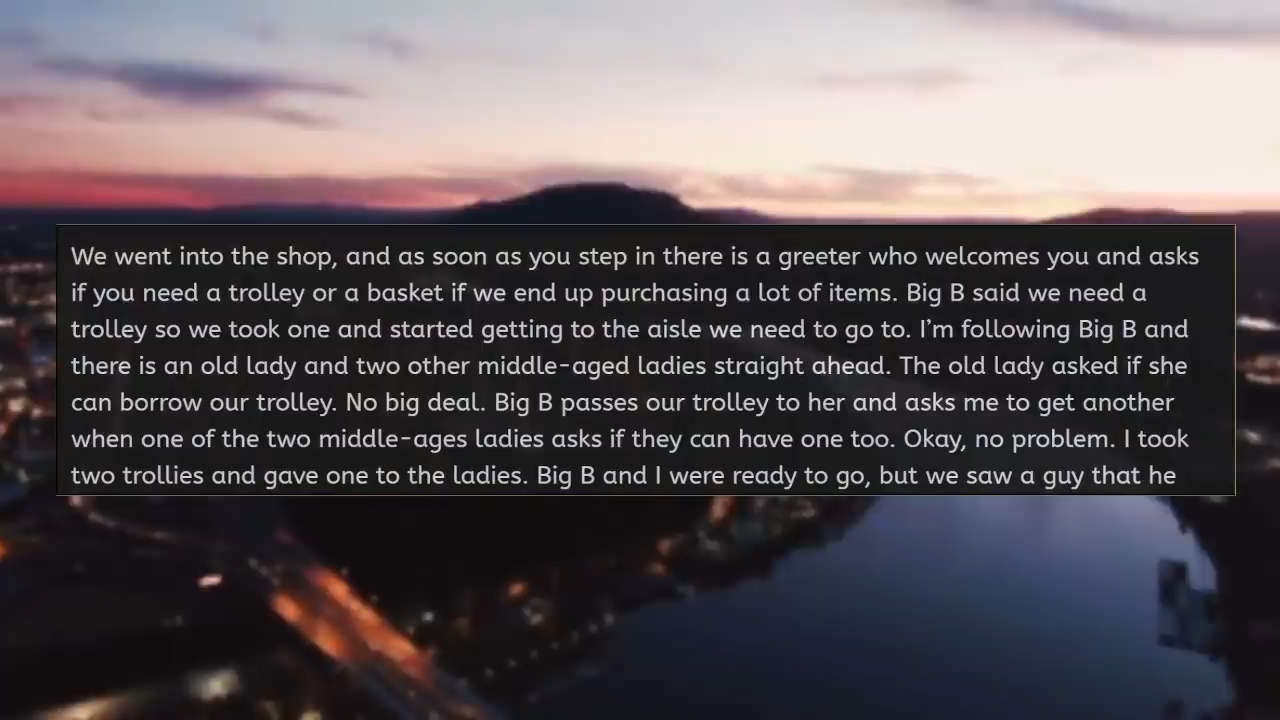 We went into the shop, and as soon as you step in there is a greeter who welcomes you and asks
if you need a trolley or a basket if we end up purchasing a lot of items. Big B said we need a
trolley so we took one and started getting to the aisle we need to go to. I’m following Big B and
there is an old lady and two other middle-aged ladies straight ahead. The old lady asked if she
can borrow our trolley. No big deal. Big B passes our trolley to her and asks me to get another
when one of the two middle-ages ladies asks if they can have one too. Okay, no problem. I took
two trollies and gave one to the ladies. Big B and I were ready to go, but we saw a guy that he